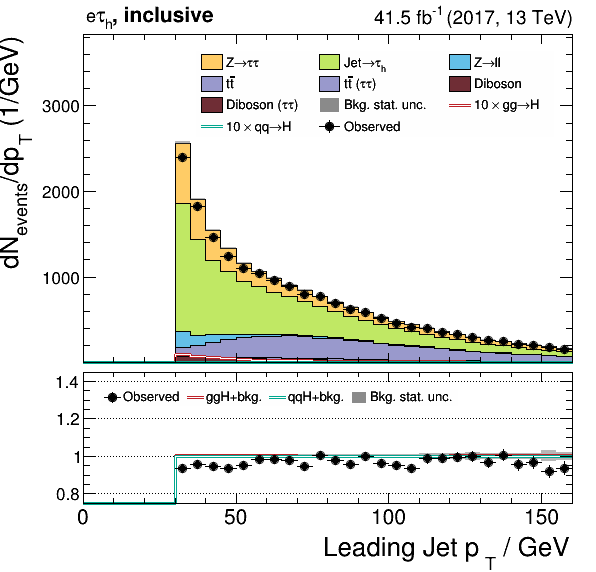 eτh, inclusive 41.5 fb-1 (2017, 13 TeV)
Z→ττ Jet→τh Z→ll
tt̄ tt̄ (ττ) Diboson
Diboson (ττ) Bkg. stat. unc. 10 × gg→H
10 × qq→H Observed
dNevents/dpT (1/GeV)
3000
2000
1000
Observed ggH+bkg. qqH+bkg. Bkg. stat. unc.
1.4
1.2
1
0.8
0 50 100 150
Leading Jet pT / GeV